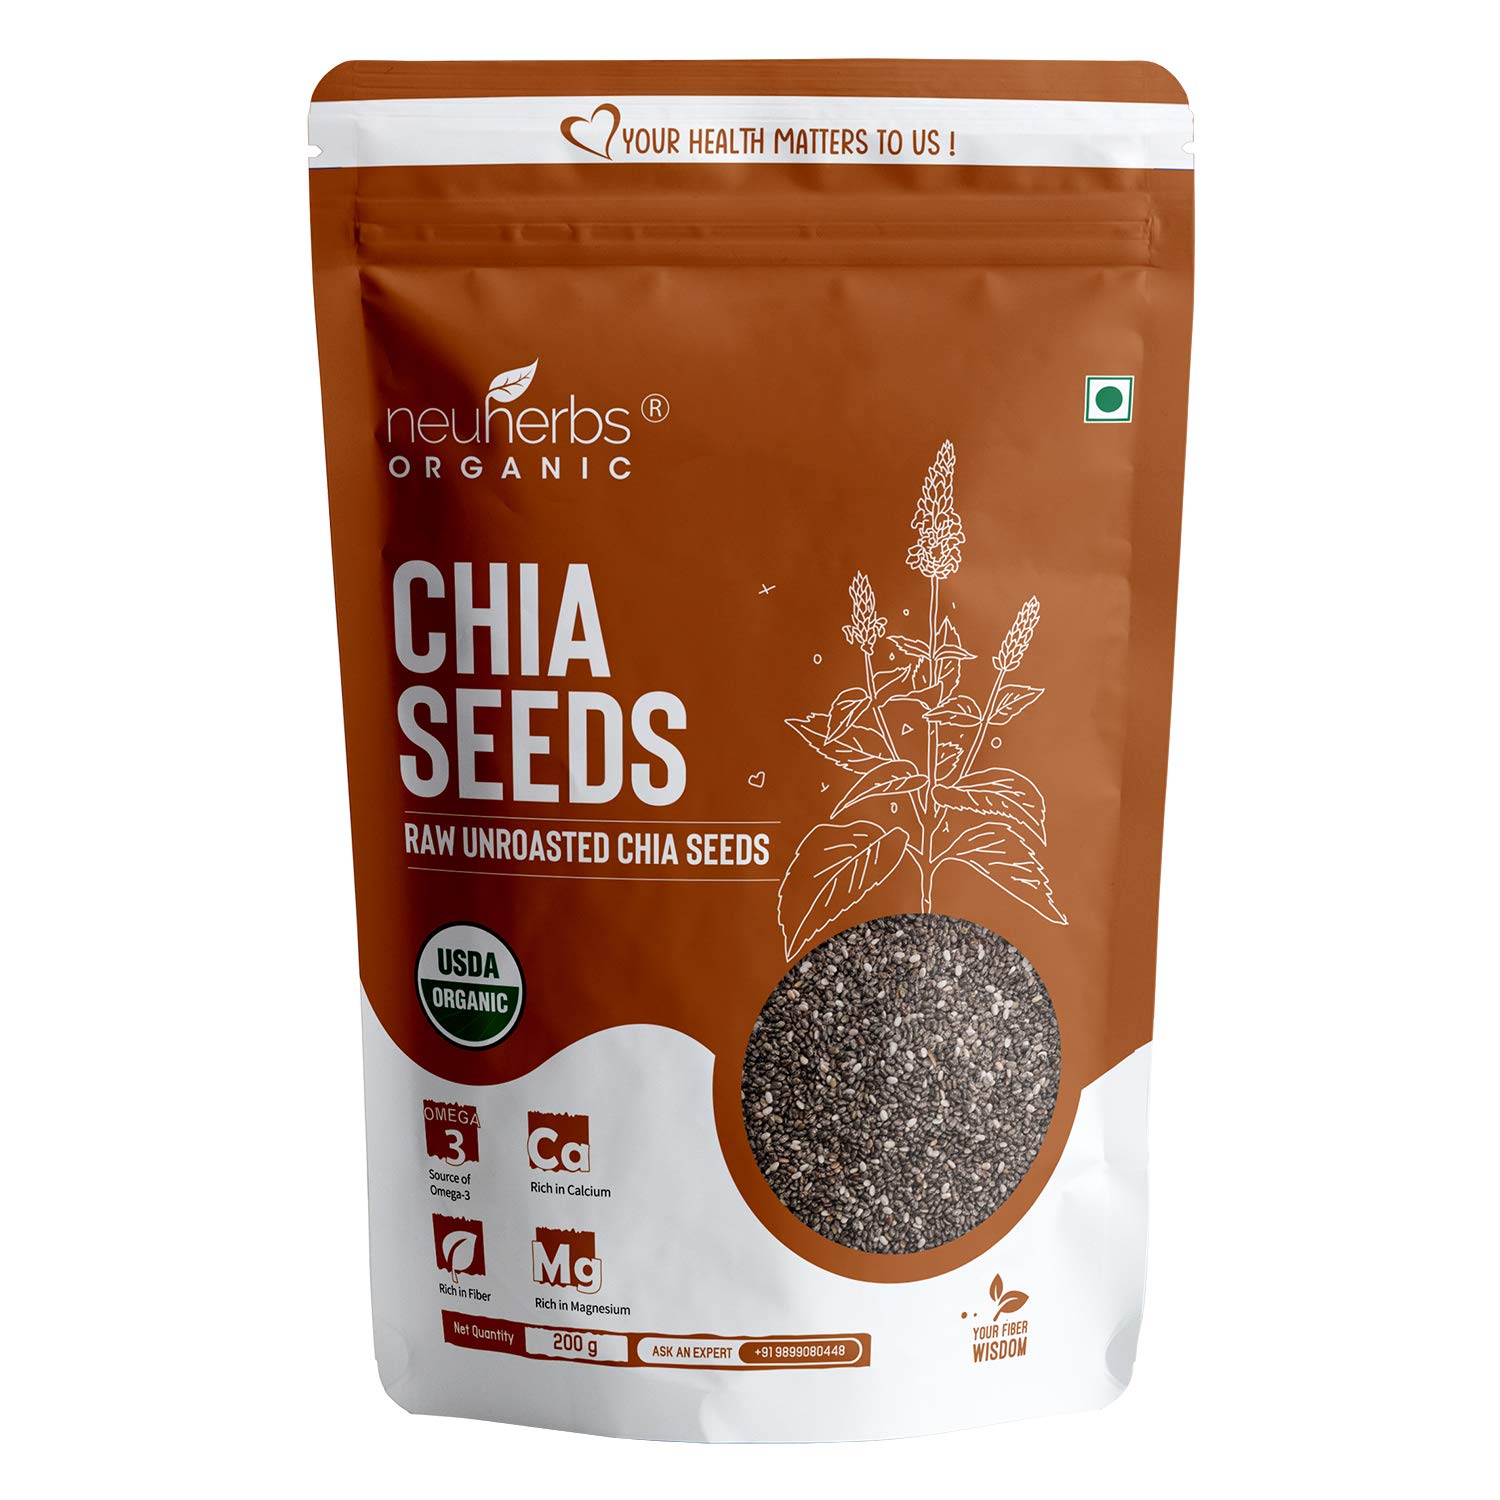 YOUR HEALTH MATTERS TO US !
neuherbs ®
ORGANIC
CHIA
SEEDS
RAW UNROASTED CHIA SEEDS
USDA
ORGANIC
OMEGA
3
Source of
Omega-3
Ca
Rich in Calcium
Rich in Fiber
Mg
Rich in Magnesium
Net Quantity 200 g ASK AN EXPERT +91 9899080448
YOUR FIBER
WISDOM